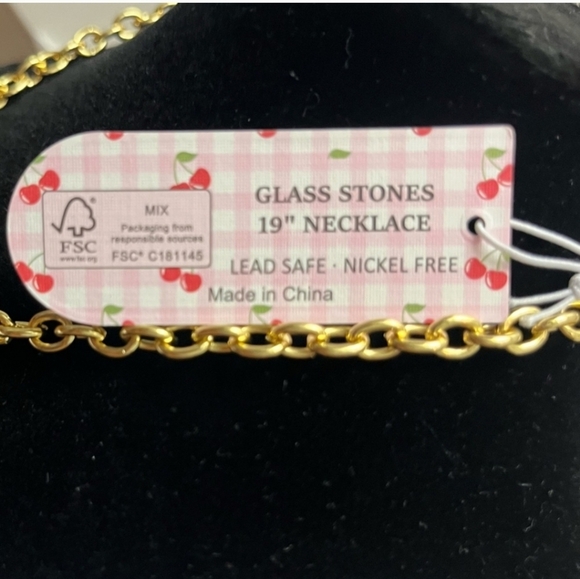 GLASS STONES
19" NECKLACE
LEAD SAFE · NICKEL FREE
Made in China
FSC®
www.fsc.org
MIX
Packaging from
responsible sources
FSC® C181145